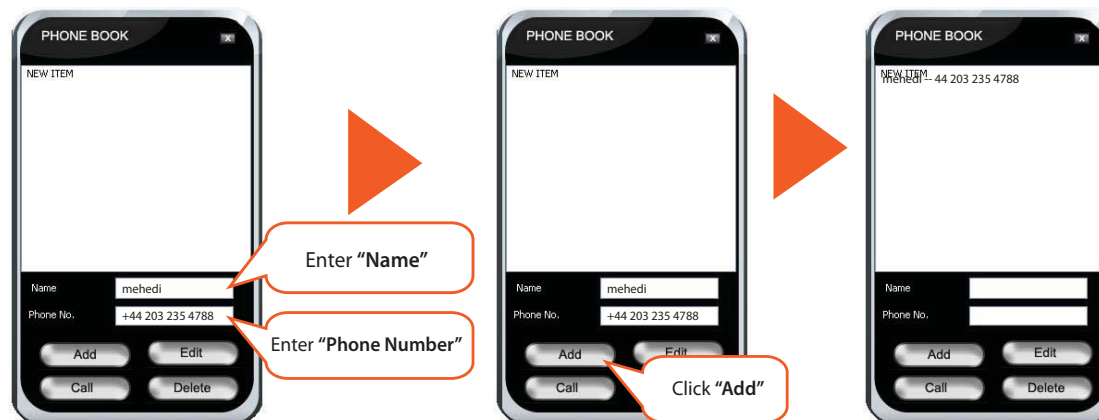 PHONE BOOK
x
NEW ITEM
Name
mehedi
Phone No.
+44 203 235 4788
Add
Edit
Call
Delete
Enter “Name”
Enter “Phone Number”
PHONE BOOK
x
NEW ITEM
Name
mehedi
Phone No.
+44 203 235 4788
Add
Edit
Call
Click “Add”
PHONE BOOK
x
NEW ITEM
mehedi -- 44 203 235 4788
Name
Phone No.
Add
Edit
Call
Delete